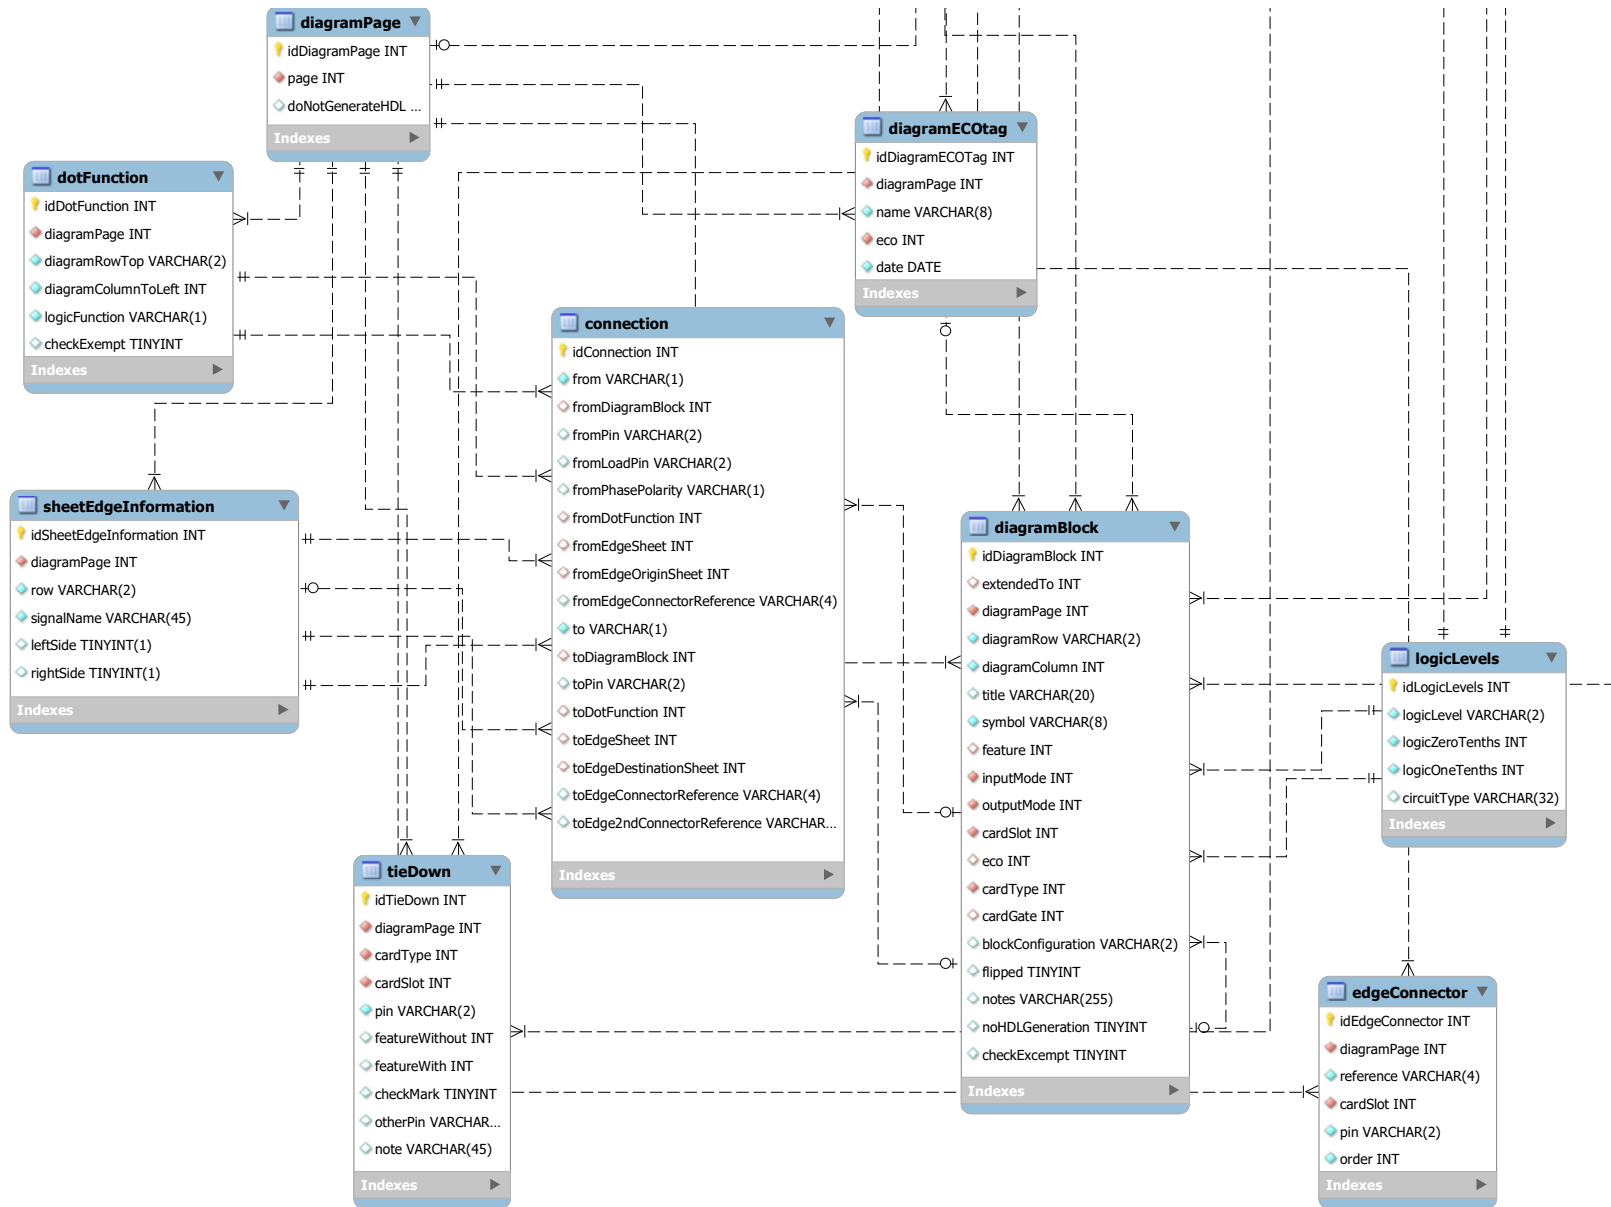 diagramPage
idDiagramPage INT
page INT
doNotGenerateHDL ...
Indexes
dotFunction
idDotFunction INT
diagramPage INT
diagramRowTop VARCHAR(2)
diagramColumnToLeft INT
logicFunction VARCHAR(1)
checkExempt TINYINT
Indexes
diagramECOtag
idDiagramECOTag INT
diagramPage INT
name VARCHAR(8)
eco INT
date DATE
Indexes
connection
idConnection INT
from VARCHAR(1)
fromDiagramBlock INT
fromPin VARCHAR(2)
fromLoadPin VARCHAR(2)
fromPhasePolarity VARCHAR(1)
fromDotFunction INT
fromEdgeSheet INT
fromEdgeOriginSheet INT
fromEdgeConnectorReference VARCHAR(4)
to VARCHAR(1)
toDiagramBlock INT
toPin VARCHAR(2)
toDotFunction INT
toEdgeSheet INT
toEdgeDestinationSheet INT
toEdgeConnectorReference VARCHAR(4)
toEdge2ndConnectorReference VARCHAR...
Indexes
sheetEdgeInformation
idSheetEdgeInformation INT
diagramPage INT
row VARCHAR(2)
signalName VARCHAR(45)
leftSide TINYINT(1)
rightSide TINYINT(1)
Indexes
diagramBlock
idDiagramBlock INT
extendedTo INT
diagramPage INT
diagramRow VARCHAR(2)
diagramColumn INT
title VARCHAR(20)
symbol VARCHAR(8)
feature INT
inputMode INT
outputMode INT
cardSlot INT
eco INT
cardType INT
cardGate INT
blockConfiguration VARCHAR(2)
flipped TINYINT
notes VARCHAR(255)
noHDLGeneration TINYINT
checkExcempt TINYINT
Indexes
logicLevels
idLogicLevels INT
logicLevel VARCHAR(2)
logicZeroTenths INT
logicOneTenths INT
circuitType VARCHAR(32)
Indexes
tieDown
idTieDown INT
diagramPage INT
cardType INT
cardSlot INT
pin VARCHAR(2)
featureWithout INT
featureWith INT
checkMark TINYINT
otherPin VARCHAR...
note VARCHAR(45)
Indexes
edgeConnector
idEdgeConnector INT
diagramPage INT
reference VARCHAR(4)
cardSlot INT
pin VARCHAR(2)
order INT
Indexes